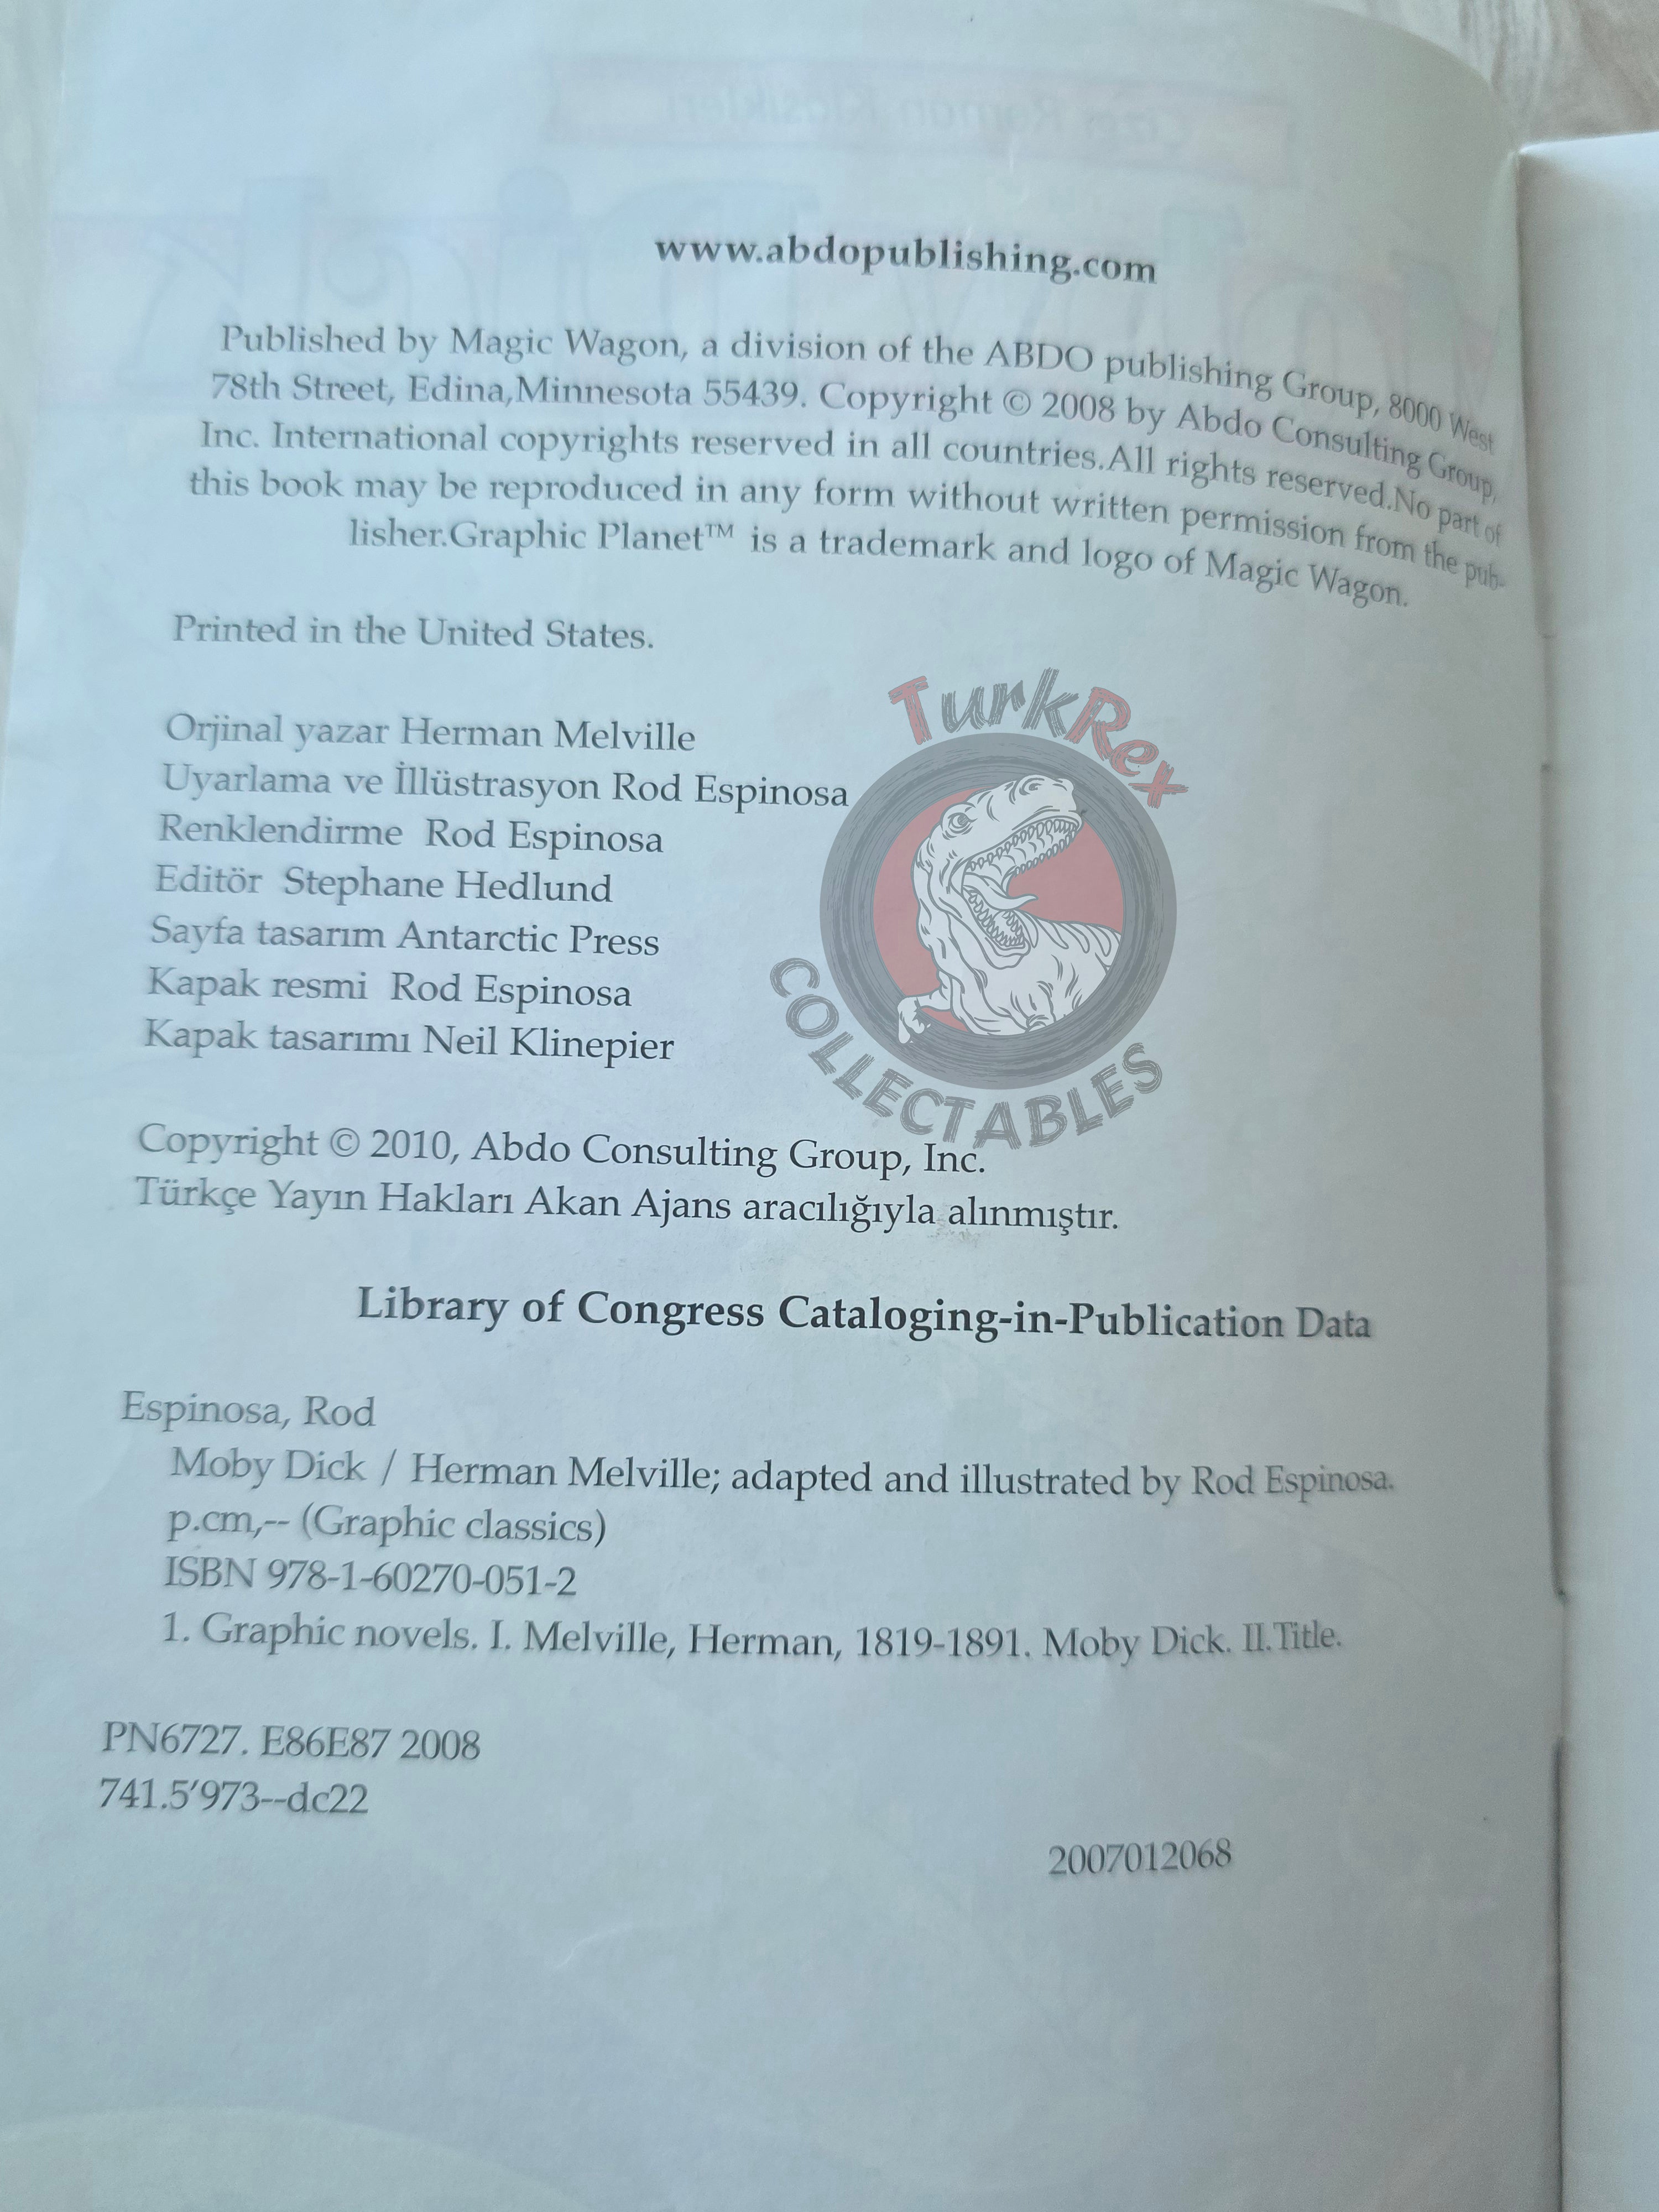 Çizgi Roman Klasikleri
Moby Dick
www.abdopublishing.com
Published by Magic Wagon, a division of the ABDO publishing Group, 8000 West
78th Street, Edina,Minnesota 55439. Copyright © 2008 by Abdo Consulting Group,
Inc. International copyrights reserved in all countries.All rights reserved.No part of
this book may be reproduced in any form without written permission from the pub-
lisher.Graphic Planet™ is a trademark and logo of Magic Wagon.
Printed in the United States.
TurkRex
COLLECTABLES
Orjinal yazar Herman Melville
Uyarlama ve İllüstrasyon Rod Espinosa
Renklendirme Rod Espinosa
Editör Stephane Hedlund
Sayfa tasarım Antarctic Press
Kapak resmi Rod Espinosa
Kapak tasarımı Neil Klinepier
Copyright © 2010, Abdo Consulting Group, Inc.
Türkçe Yayın Hakları Akan Ajans aracılığıyla alınmıştır.
Library of Congress Cataloging-in-Publication Data
Espinosa, Rod
Moby Dick / Herman Melville; adapted and illustrated by Rod Espinosa.
p.cm,-- (Graphic classics)
ISBN 978-1-60270-051-2
1. Graphic novels. I. Melville, Herman, 1819-1891. Moby Dick. II.Title.
PN6727. E86E87 2008
741.5'973--dc22
2007012068